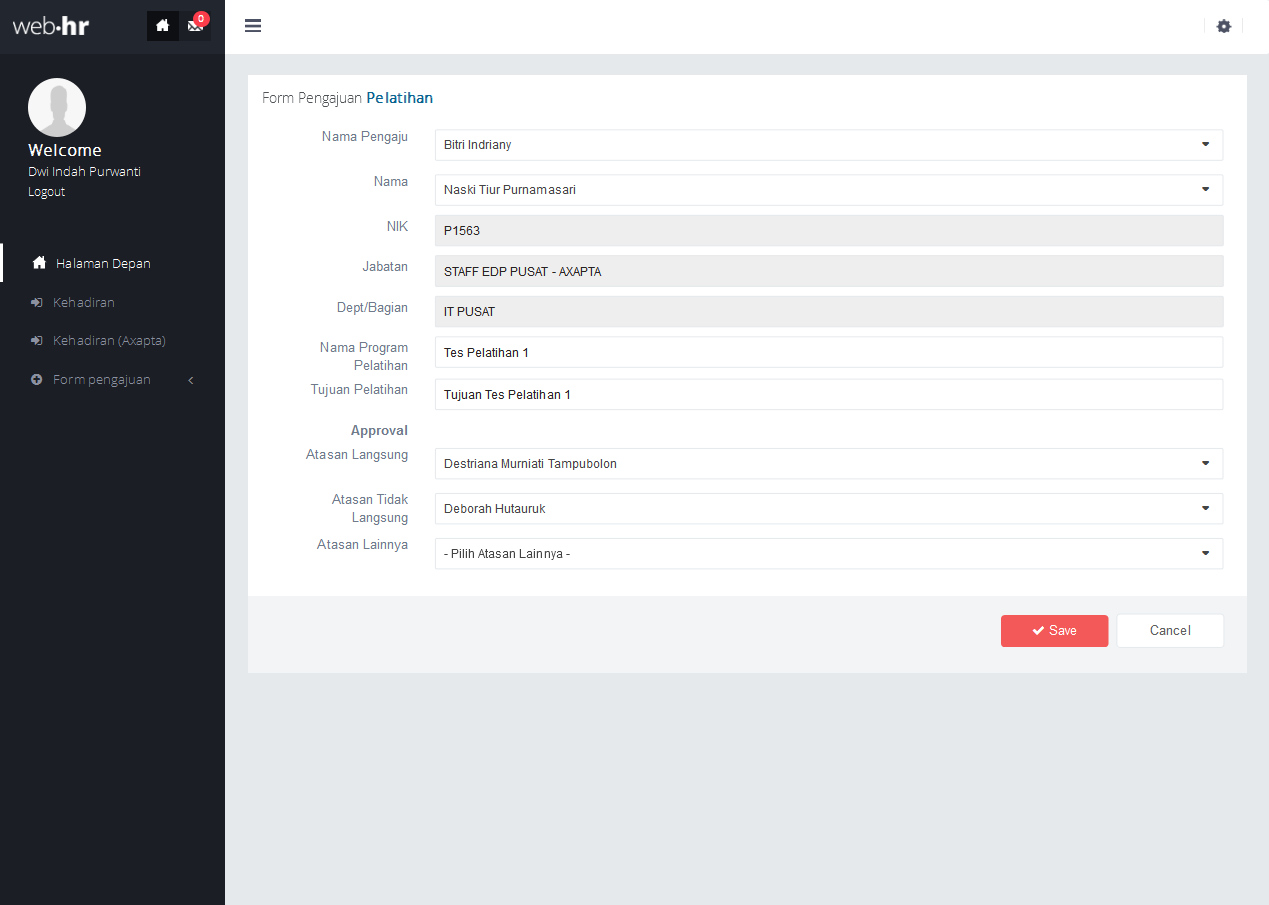 web·hr
0
Welcome
Dwi Indah Purwanti
Logout
Halaman Depan
Kehadiran
Kehadiran (Axapta)
Form pengajuan
Form Pengajuan Pelatihan
Nama Pengaju
Bitri Indriany
Nama
Naski Tiur Purnamasari
NIK
P1563
Jabatan
STAFF EDP PUSAT - AXAPTA
Dept/Bagian
IT PUSAT
Nama Program
Pelatihan
Tes Pelatihan 1
Tujuan Pelatihan
Tujuan Tes Pelatihan 1
Approval
Atasan Langsung
Destriana Murniati Tampubolon
Atasan Tidak
Langsung
Deborah Hutauruk
Atasan Lainnya
- Pilih Atasan Lainnya -
Save
Cancel